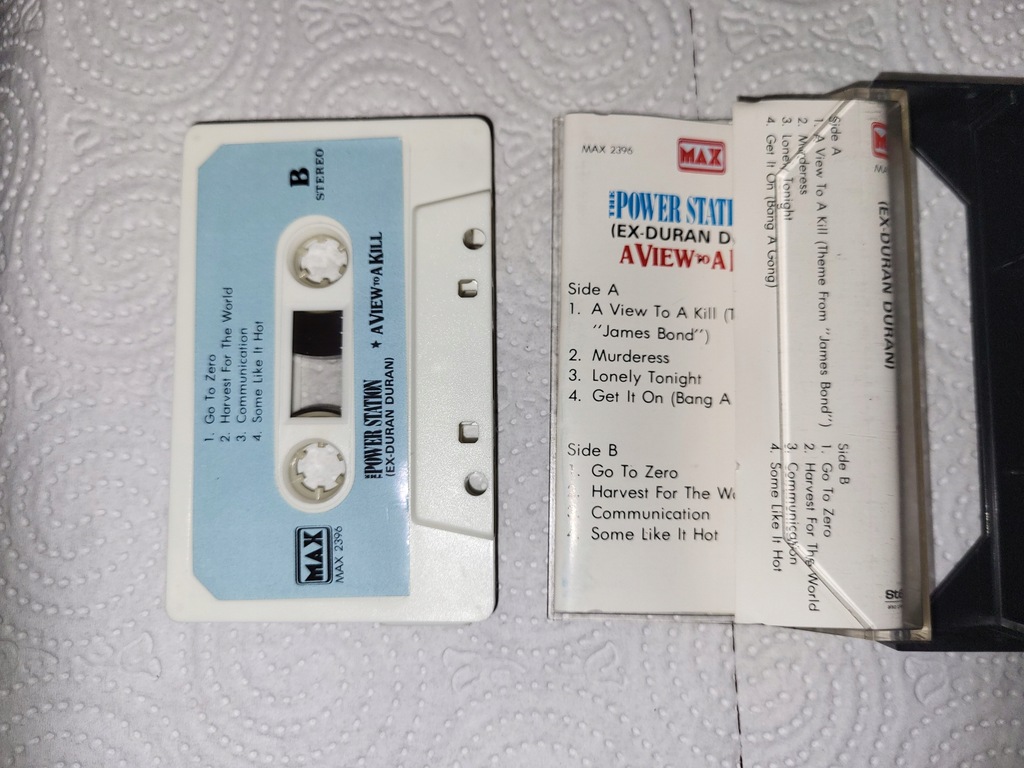 B
STEREO
1. Go To Zero
2. Harvest For The World
3. Communication
4. Some Like It Hot
THE POWER STATION ★ A VIEW TO A KILL
(EX-DURAN DURAN)
MAX
MAX 2396
MAX 2396
MAX
THE POWER STATI
(EX-DURAN D
A VIEW TO A
Side A
1. A View To A Kill (T
"James Bond")
2. Murderess
3. Lonely Tonight
4. Get It On (Bang A
Side B
1. Go To Zero
Harvest For The Wo
Communication
4. Some Like It Hot
MAX
MA
(EX-DURAN DURAN)
Side A
1. A View To A Kill (Theme From "James Bond")
2. Murderess
3. Lonely Tonight
4. Get It On (Bang A Gong)
Side B
1. Go To Zero
2. Harvest For The World
3. Communication
4. Some Like It Hot
Ste